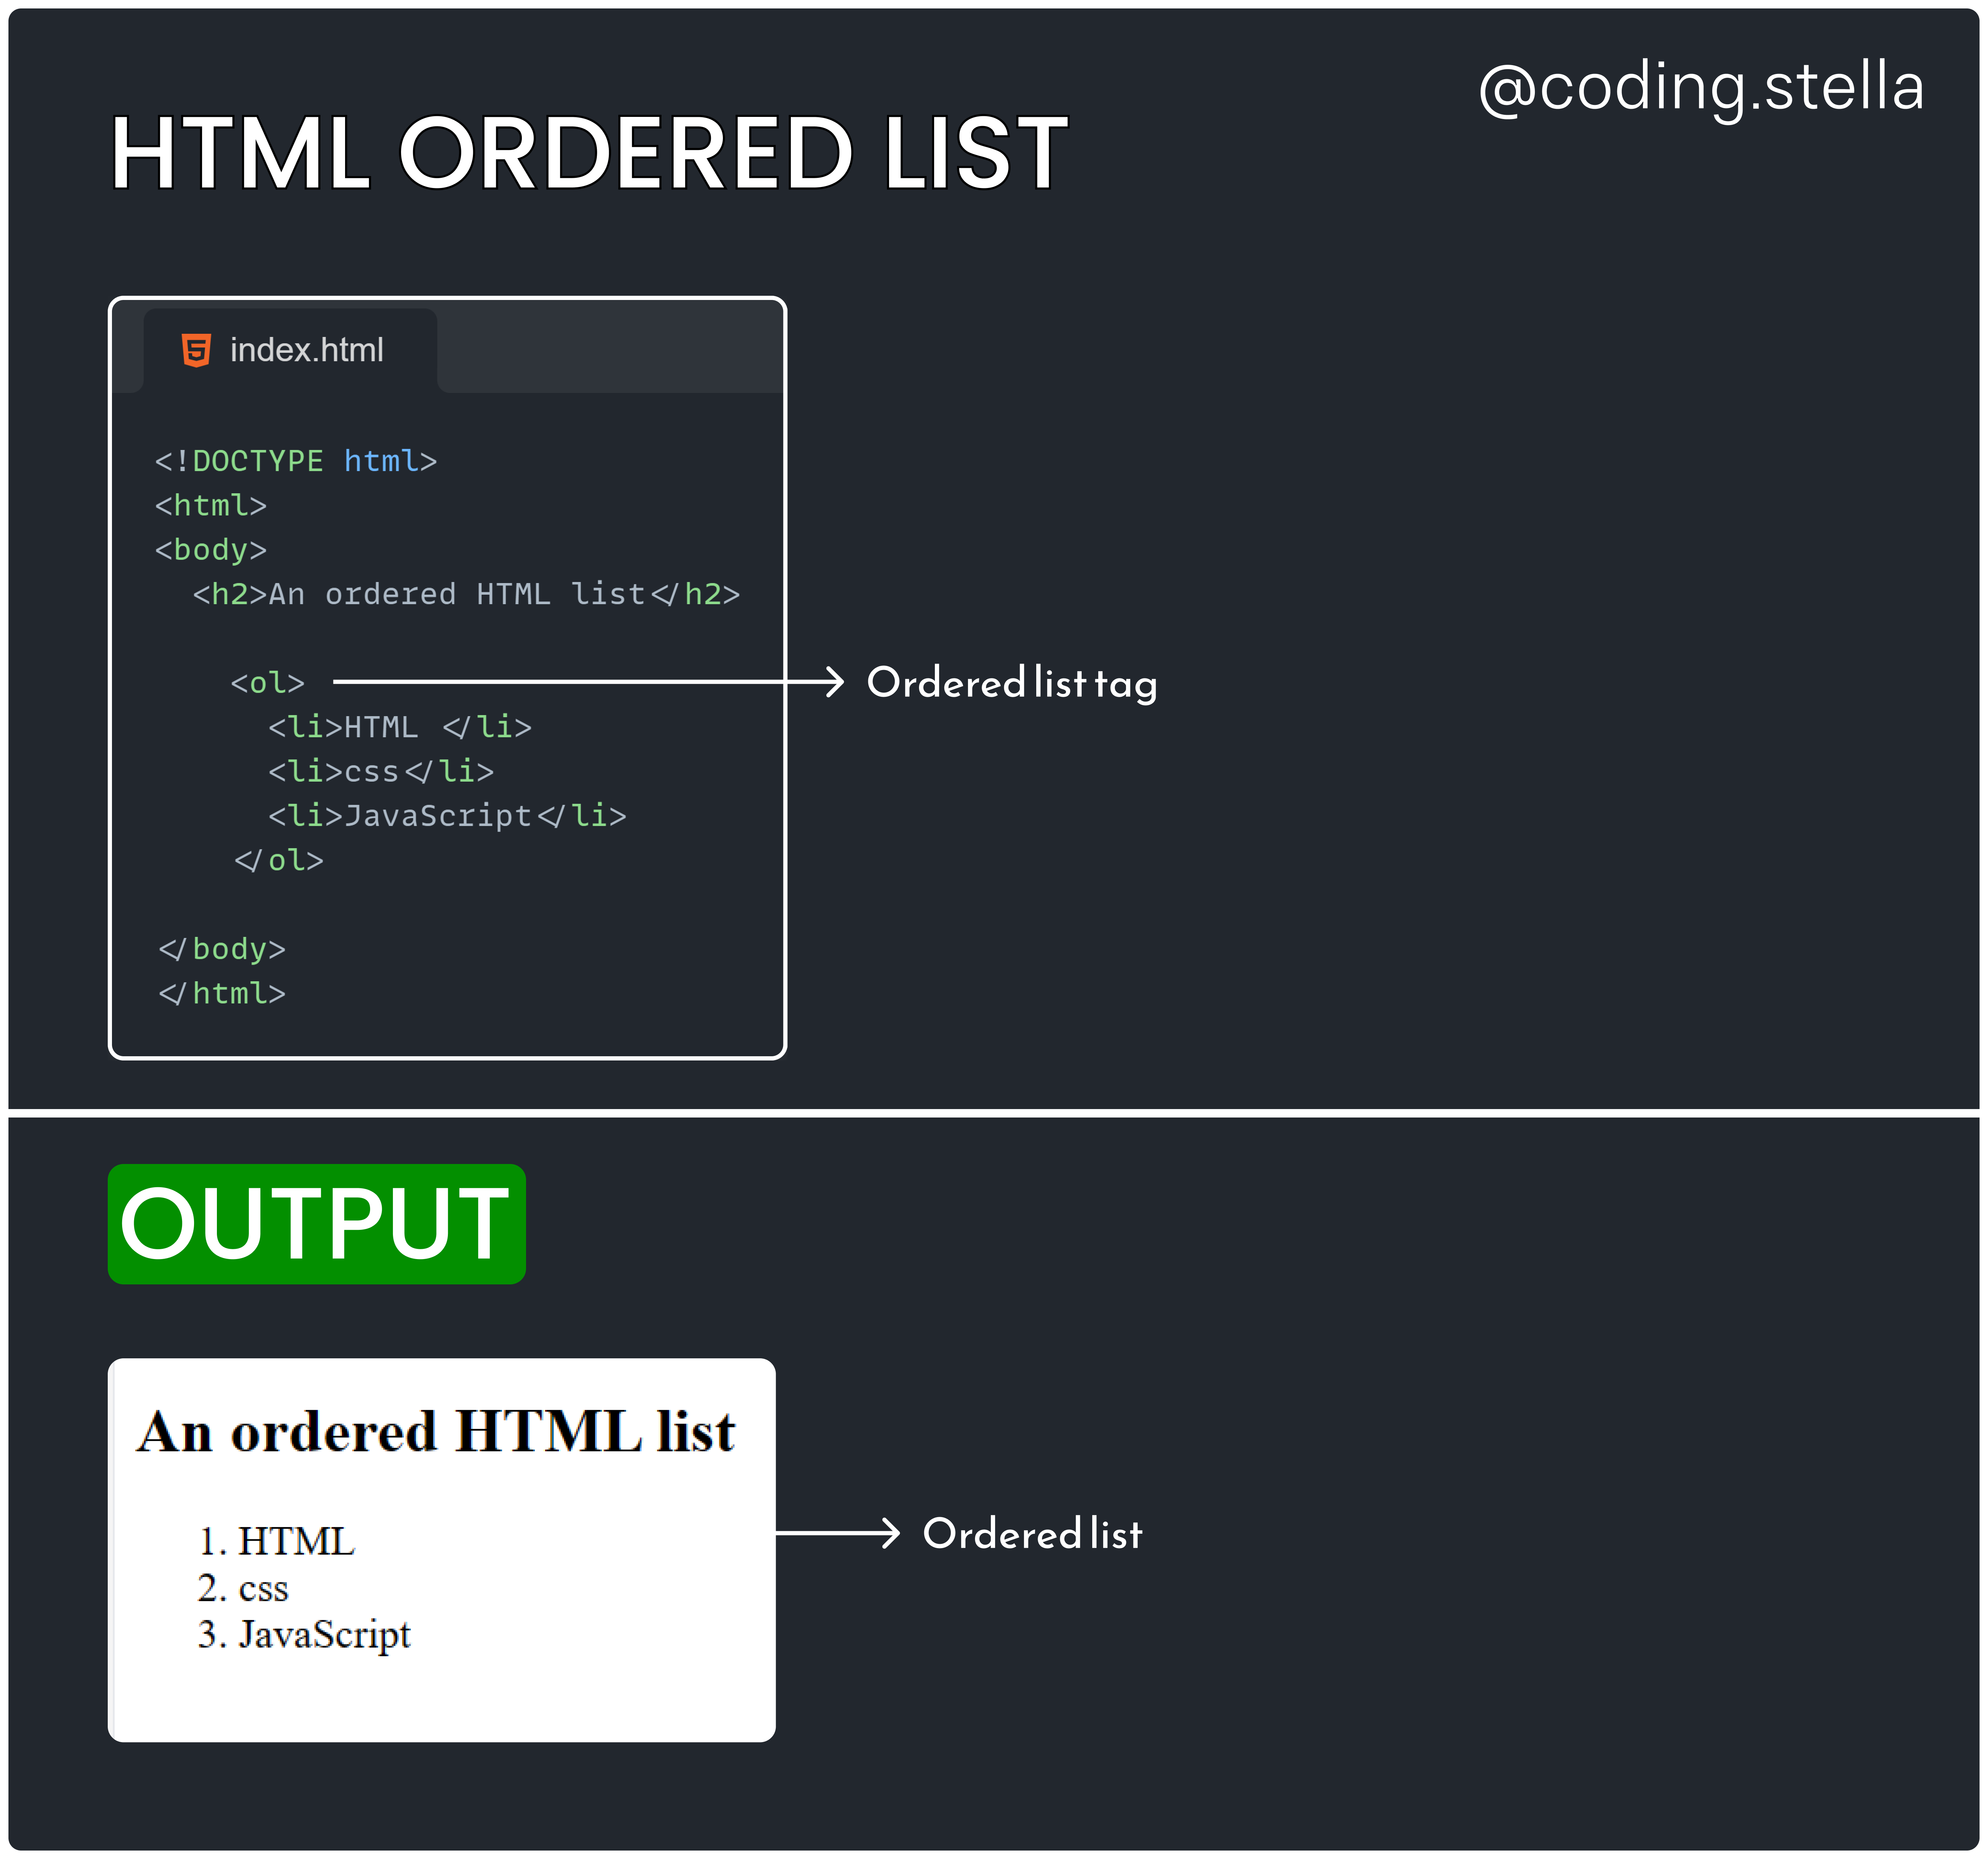 @coding.stella
HTML ORDERED LIST
index.html
<!DOCTYPE html>
<html>
<body>
<h2>An ordered HTML list</h2>
<ol>
Ordered list tag
<li>HTML </li>
<li>css</li>
<li>JavaScript</li>
</ol>
</body>
</html>
OUTPUT
An ordered HTML list
1. HTML
2. css
3. JavaScript
Ordered list